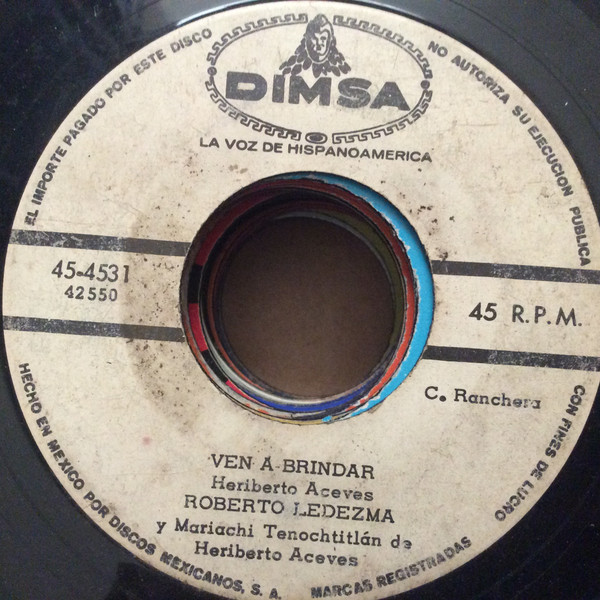 DIMSA
LA VOZ DE HISPANOAMERICA
EL IMPORTE PAGADO POR ESTE DISCO
NO AUTORIZA SU EJECUCION PUBLICA
CON FINES DE LUCRO
45-4531
42550
45 R.P.M.
C. Ranchera
VEN A BRINDAR
Heriberto Aceves
ROBERTO LEDEZMA
y Mariachi Tenochtitlán de
Heriberto Aceves
HECHO EN MEXICO POR DISCOS MEXICANOS, S. A.
MARCAS REGISTRADAS